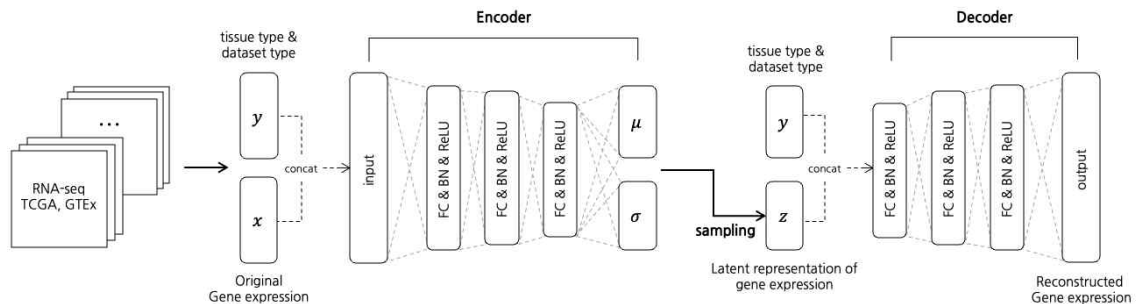 Encoder
Decoder
tissue type &
dataset type
tissue type &
dataset type
...
RNA-seq
TCGA, GTEx
y
x
concat
input
FC & BN & ReLU
FC & BN & ReLU
FC & BN & ReLU
μ
σ
sampling
y
z
concat
FC & BN & ReLU
FC & BN & ReLU
FC & BN & ReLU
output
Original
Gene expression
Latent representation of
gene expression
Reconstructed
Gene expression